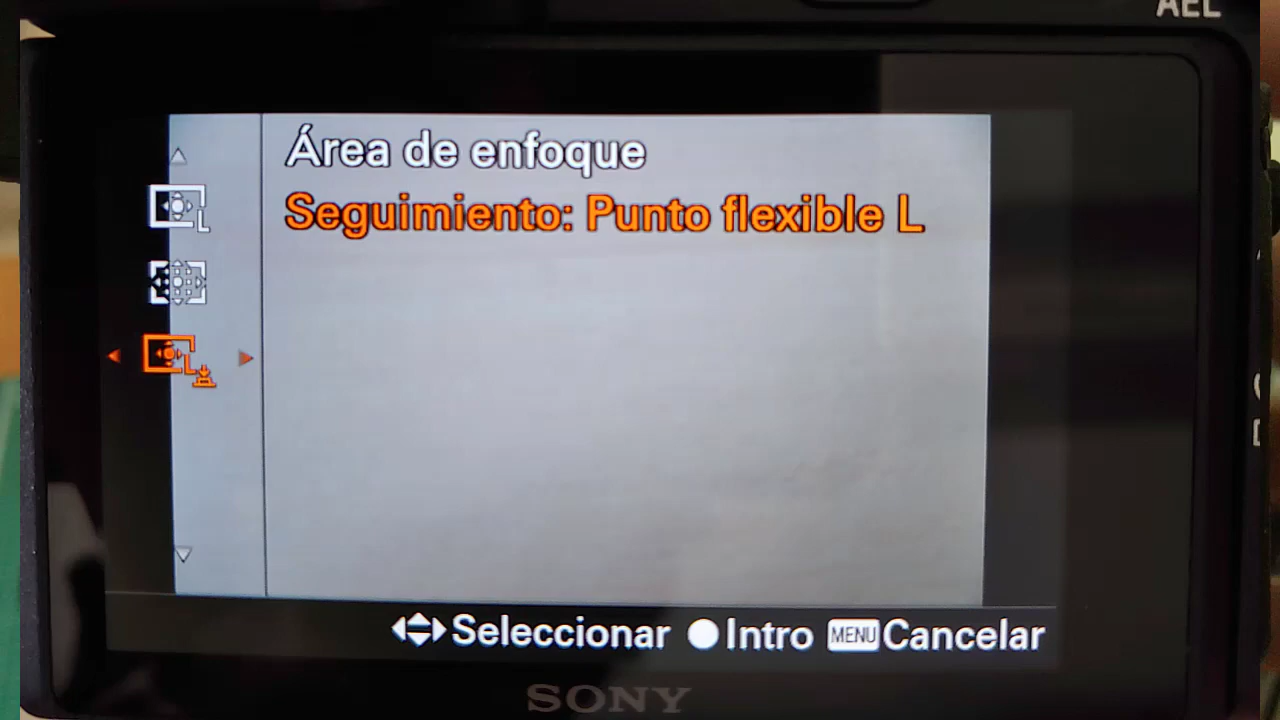 AEL
Área de enfoque
Seguimiento: Punto flexible L
L
L
Seleccionar Intro MENU Cancelar
SONY